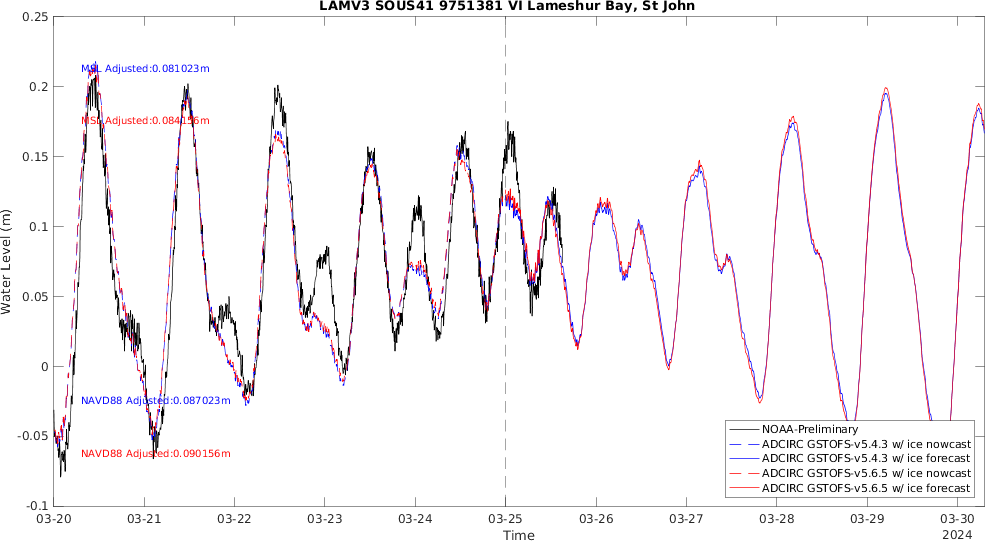 LAMV3 SOUS41 9751381 VI Lameshur Bay, St John
0.25
0.2
0.15
0.1
0.05
0
-0.05
-0.1
Water Level (m)
MSL Adjusted:0.081023m
MSL Adjusted:0.084156m
NAVD88 Adjusted:0.087023m
NAVD88 Adjusted:0.090156m
NOAA-Preliminary
ADCIRC GSTOFS-v5.4.3 w/ ice nowcast
ADCIRC GSTOFS-v5.4.3 w/ ice forecast
ADCIRC GSTOFS-v5.6.5 w/ ice nowcast
ADCIRC GSTOFS-v5.6.5 w/ ice forecast
03-20 03-21 03-22 03-23 03-24 03-25 03-26 03-27 03-28 03-29 03-30
Time
2024